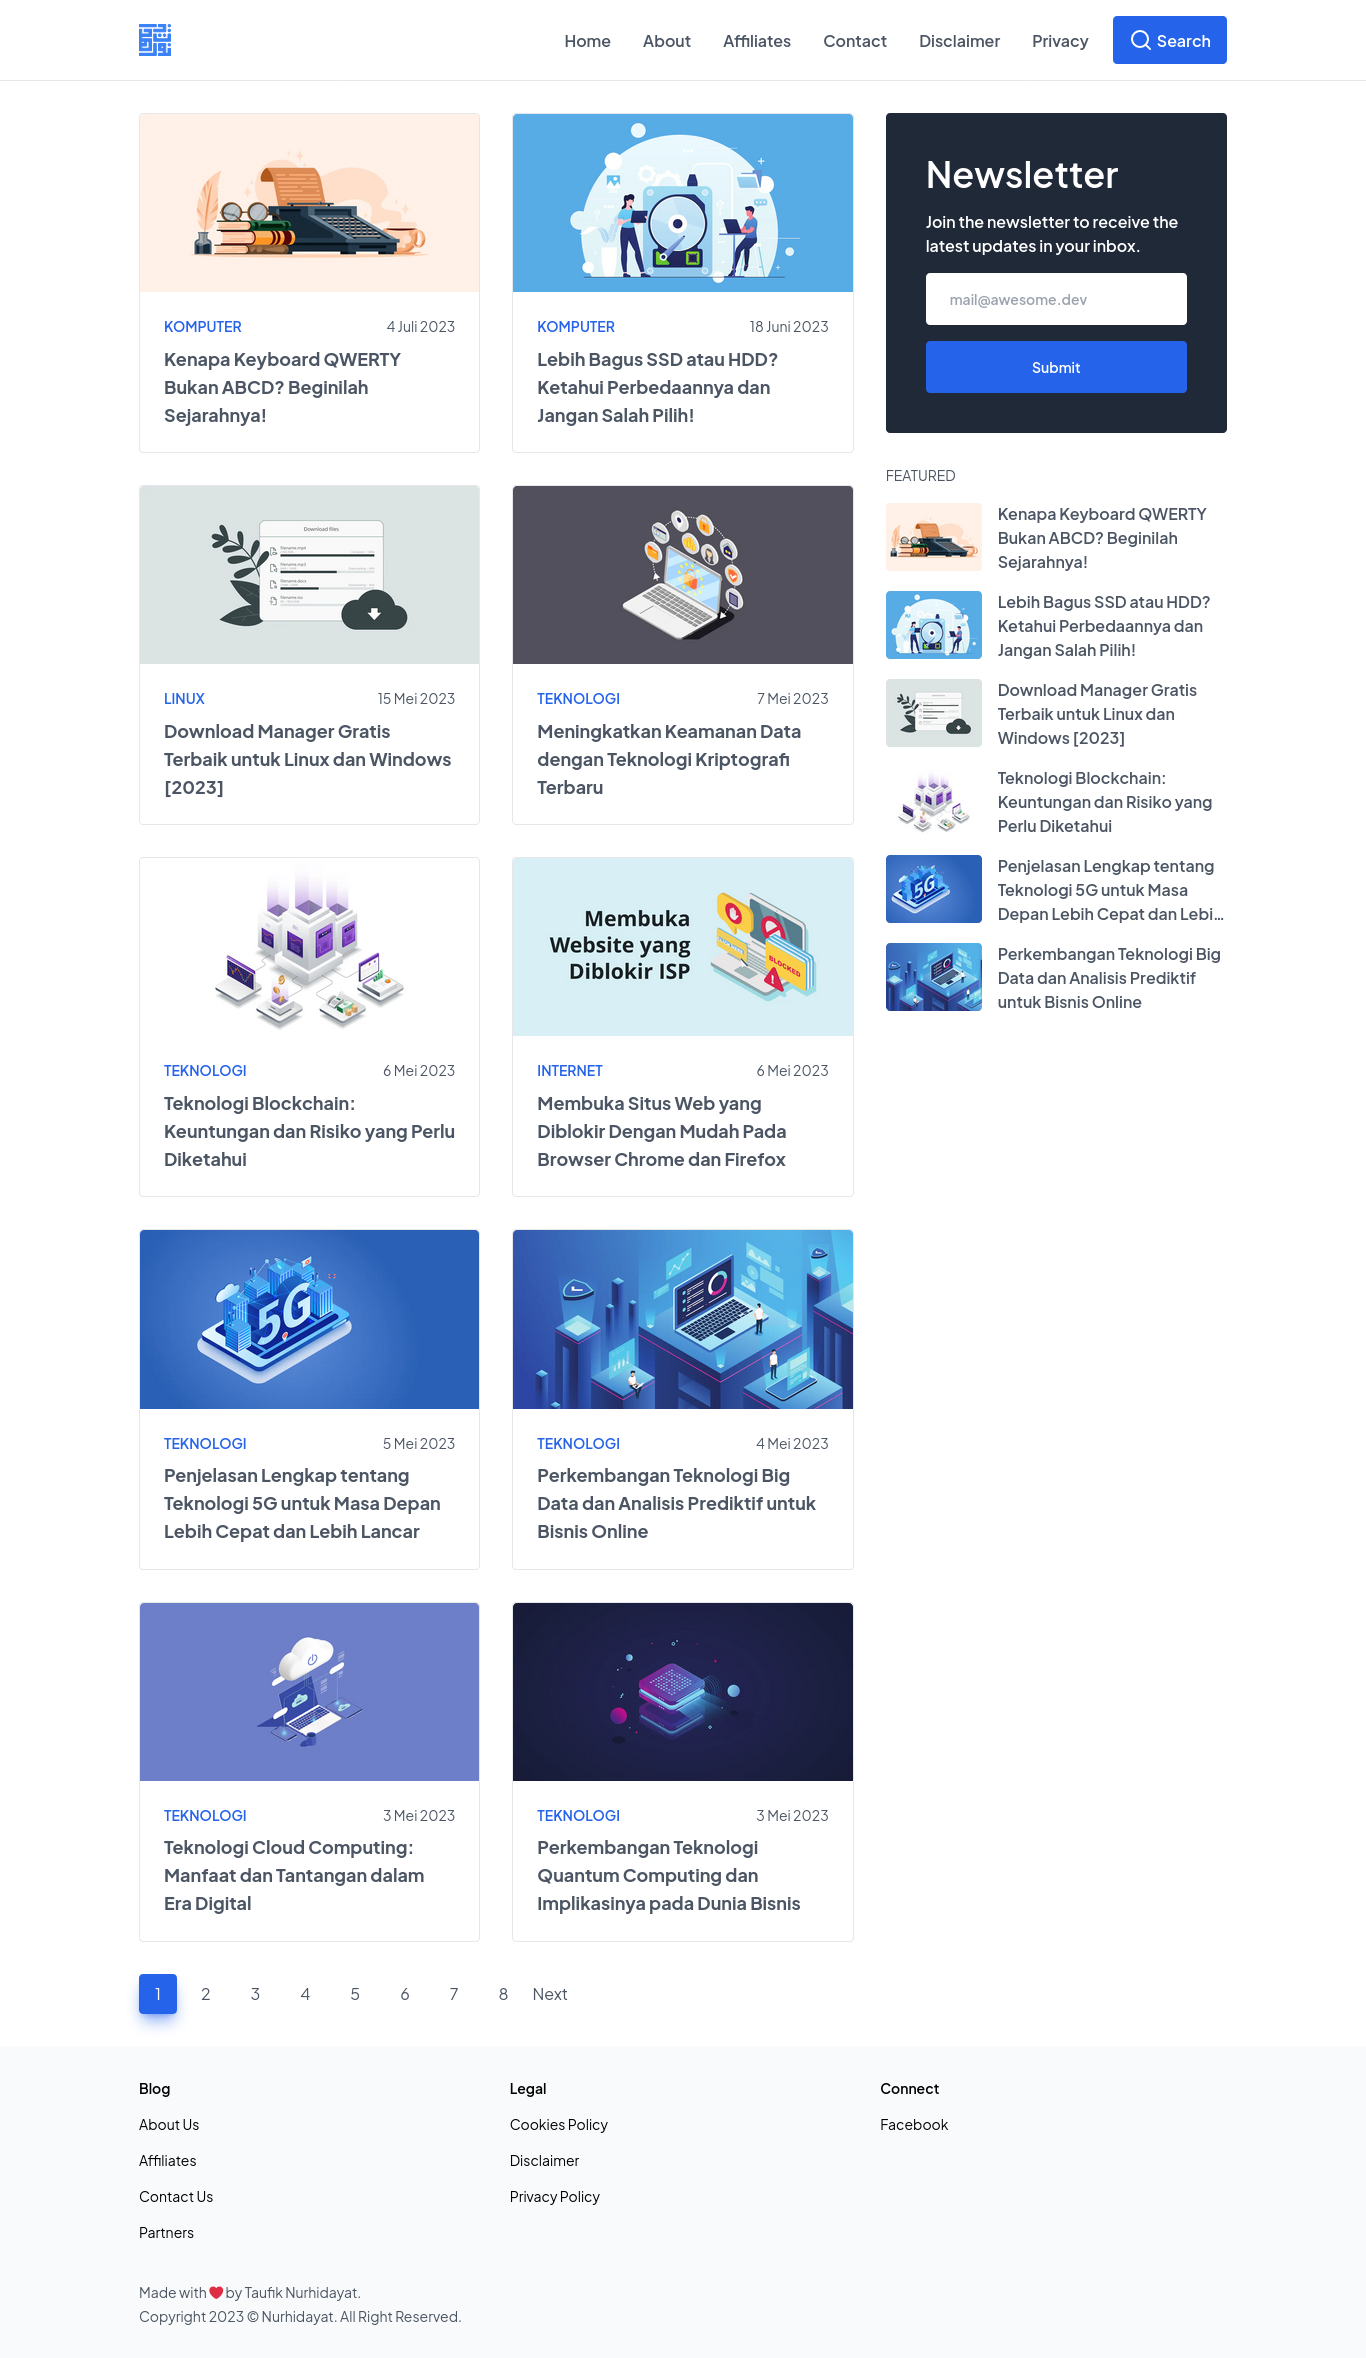 Home
About
Affiliates
Contact
Disclaimer
Privacy
Search
KOMPUTER
4 Juli 2023
Kenapa Keyboard QWERTY
Bukan ABCD? Beginilah
Sejarahnya!
KOMPUTER
18 Juni 2023
Lebih Bagus SSD atau HDD?
Ketahui Perbedaannya dan
Jangan Salah Pilih!
Download files
filename.mp4
filename.mp3
filename.docx
filename.iso
LINUX
15 Mei 2023
Download Manager Gratis
Terbaik untuk Linux dan Windows
[2023]
TEKNOLOGI
7 Mei 2023
Meningkatkan Keamanan Data
dengan Teknologi Kriptografi
Terbaru
TEKNOLOGI
6 Mei 2023
Teknologi Blockchain:
Keuntungan dan Risiko yang Perlu
Diketahui
Membuka
Website yang
Diblokir ISP
BLOCKED
INTERNET
6 Mei 2023
Membuka Situs Web yang
Diblokir Dengan Mudah Pada
Browser Chrome dan Firefox
5G
TEKNOLOGI
5 Mei 2023
Penjelasan Lengkap tentang
Teknologi 5G untuk Masa Depan
Lebih Cepat dan Lebih Lancar
TEKNOLOGI
4 Mei 2023
Perkembangan Teknologi Big
Data dan Analisis Prediktif untuk
Bisnis Online
TEKNOLOGI
3 Mei 2023
Teknologi Cloud Computing:
Manfaat dan Tantangan dalam
Era Digital
TEKNOLOGI
3 Mei 2023
Perkembangan Teknologi
Quantum Computing dan
Implikasinya pada Dunia Bisnis
1
2
3
4
5
6
7
8
Next
Newsletter
Join the newsletter to receive the
latest updates in your inbox.
mail@awesome.dev
Submit
FEATURED
Kenapa Keyboard QWERTY
Bukan ABCD? Beginilah
Sejarahnya!
Lebih Bagus SSD atau HDD?
Ketahui Perbedaannya dan
Jangan Salah Pilih!
Download Manager Gratis
Terbaik untuk Linux dan
Windows [2023]
Teknologi Blockchain:
Keuntungan dan Risiko yang
Perlu Diketahui
5G
Penjelasan Lengkap tentang
Teknologi 5G untuk Masa
Depan Lebih Cepat dan Lebi…
Perkembangan Teknologi Big
Data dan Analisis Prediktif
untuk Bisnis Online
Blog
About Us
Affiliates
Contact Us
Partners
Legal
Cookies Policy
Disclaimer
Privacy Policy
Connect
Facebook
Made with ❤ by Taufik Nurhidayat.
Copyright 2023 © Nurhidayat. All Right Reserved.